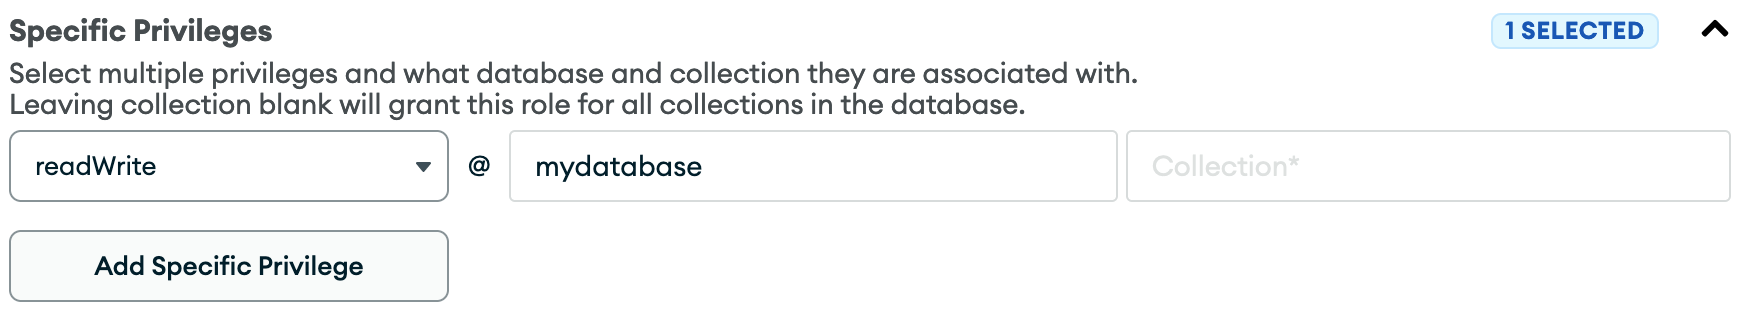 Specific Privileges
1 SELECTED
Select multiple privileges and what database and collection they are associated with.
Leaving collection blank will grant this role for all collections in the database.
readWrite @ mydatabase Collection*
Add Specific Privilege